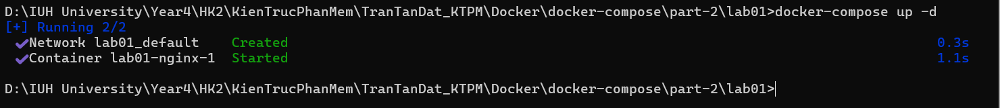 D:\IUH University\Year4\HK2\KienTrucPhanMem\TranTanDat_KTPM\Docker\docker-compose\part-2\lab01>docker-compose up -d
[+] Running 2/2
✔Network lab01_default    Created    0.3s
✔Container lab01-nginx-1  Started    1.1s
D:\IUH University\Year4\HK2\KienTrucPhanMem\TranTanDat_KTPM\Docker\docker-compose\part-2\lab01>